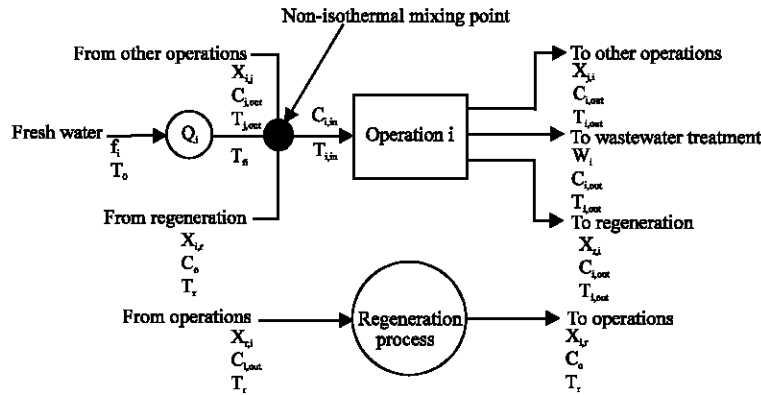 Non-isothermal mixing point
From other operations
X_{i,j}
C_{j,out}
T_{j,out}
Fresh water
f_i
T_0
Q_i
T_{fi}
C_{i,in}
T_{i,in}
Operation i
To other operations
X_{j,i}
C_{i,out}
T_{i,out}
To wastewater treatment
W_i
C_{i,out}
T_{i,out}
From regeneration
X_{i,r}
C_o
T_r
To regeneration
X_{r,i}
C_{i,out}
T_{i,out}
From operations
X_{r,i}
C_{i,out}
T_r
Regeneration
process
To operations
X_{i,r}
C_o
T_r